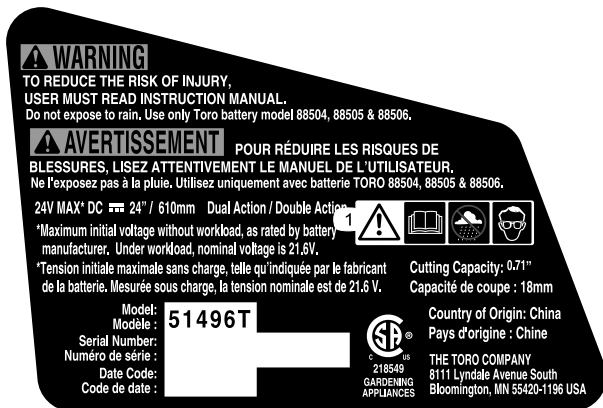 WARNING
TO REDUCE THE RISK OF INJURY,
USER MUST READ INSTRUCTION MANUAL.
Do not expose to rain. Use only Toro battery model 88504, 88505 & 88506.
AVERTISSEMENT POUR RÉDUIRE LES RISQUES DE
BLESSURES, LISEZ ATTENTIVEMENT LE MANUEL DE L'UTILISATEUR.
Ne l'exposez pas à la pluie. Utilisez uniquement avec batterie TORO 88504, 88505 & 88506.
24V MAX* DC 24" / 610mm Dual Action / Double Action
1
*Maximum initial voltage without workload, as rated by battery
manufacturer. Under workload, nominal voltage is 21.6V.
*Tension initiale maximale sans charge, telle qu'indiquée par le fabricant
de la batterie. Mesurée sous charge, la tension nominale est de 21.6 V.
Cutting Capacity: 0.71"
Capacité de coupe : 18mm
Model:
Modèle :
51496T
Serial Number:
Numéro de série :
Date Code:
Code de date :
SA ®
C US
218549
GARDENING
APPLIANCES
Country of Origin: China
Pays d'origine : Chine
THE TORO COMPANY
8111 Lyndale Avenue South
Bloomington, MN 55420-1196 USA